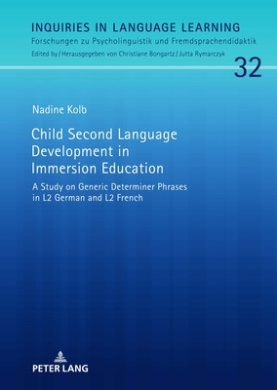 INQUIRIES IN LANGUAGE LEARNING
Forschungen zu Psycholinguistik und Fremdsprachendidaktik
Edited by/Herausgegeben von Christiane Bongartz/Jutta Rymarczyk
32
Nadine Kolb
Child Second Language
Development in
Immersion Education
A Study on Generic Determiner Phrases
in L2 German and L2 French
PETER LANG